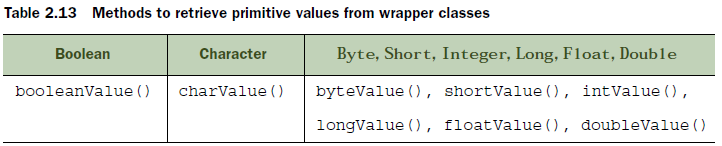 Table 2.13 Methods to retrieve primitive values from wrapper classes
Boolean Character Byte, Short, Integer, Long, Float, Double
booleanValue() charValue() byteValue(), shortValue(), intValue(),
longValue(), floatValue(), doubleValue()